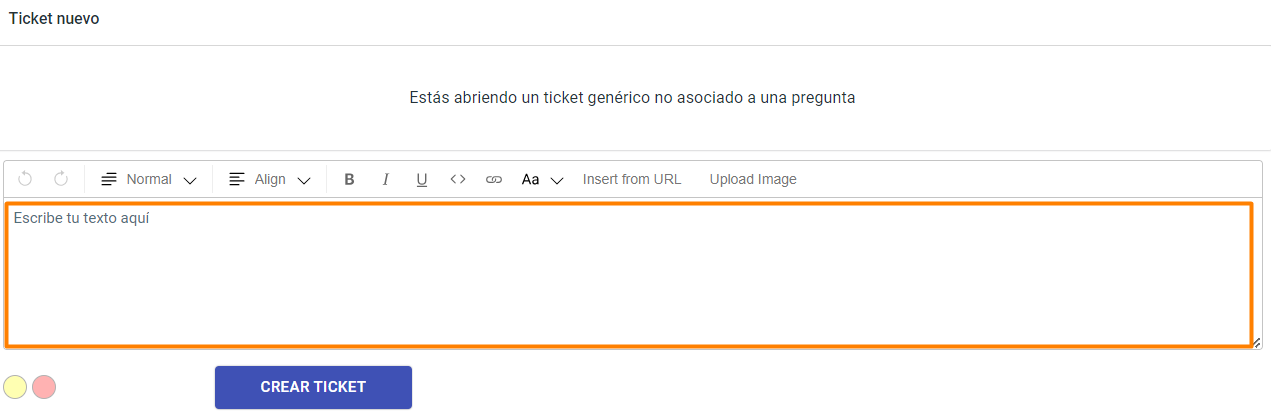 Ticket nuevo
Estás abriendo un ticket genérico no asociado a una pregunta
Normal Align B I U <> Aa Insert from URL Upload Image
Escribe tu texto aquí
CREAR TICKET